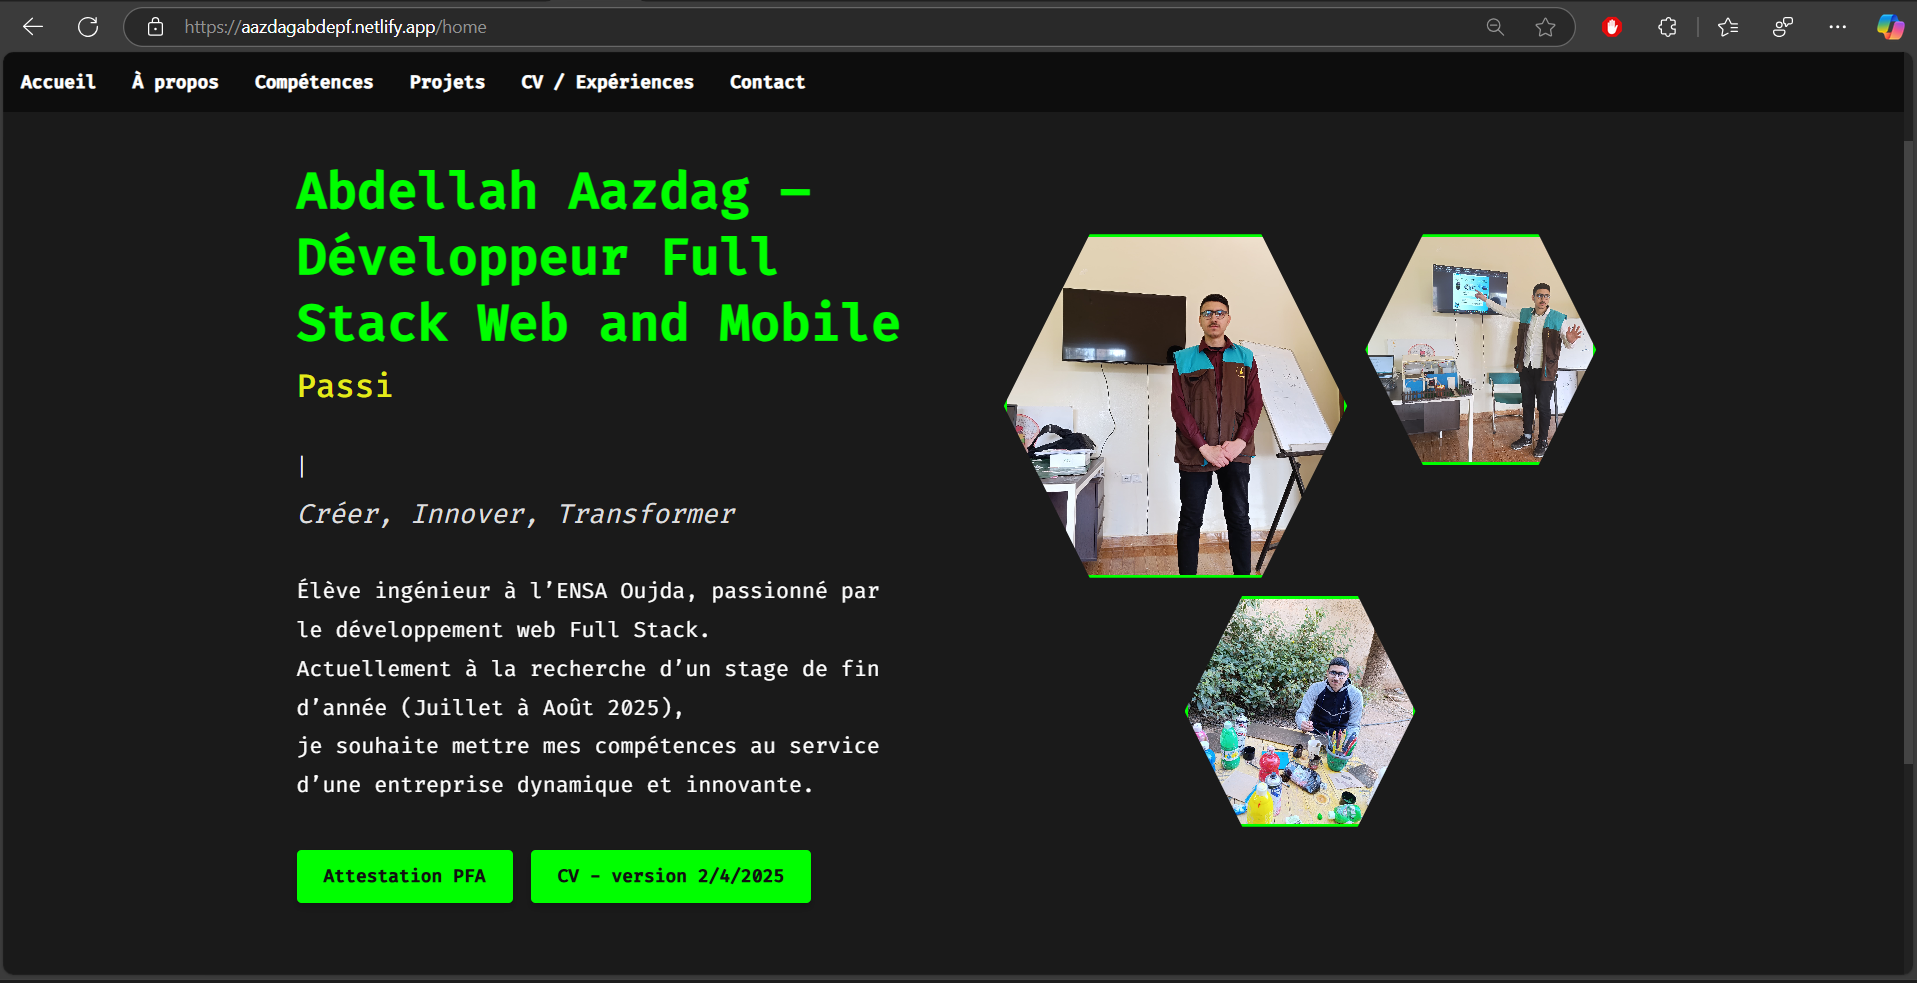 https://aazdagabdepf.netlify.app/home
Accueil À propos Compétences Projets CV / Expériences Contact
Abdellah Aazdag –
Développeur Full
Stack Web and Mobile
Passi
|
Créer, Innover, Transformer
Élève ingénieur à l’ENSA Oujda, passionné par
le développement web Full Stack.
Actuellement à la recherche d’un stage de fin
d’année (Juillet à Août 2025),
je souhaite mettre mes compétences au service
d’une entreprise dynamique et innovante.
Attestation PFA CV - version 2/4/2025